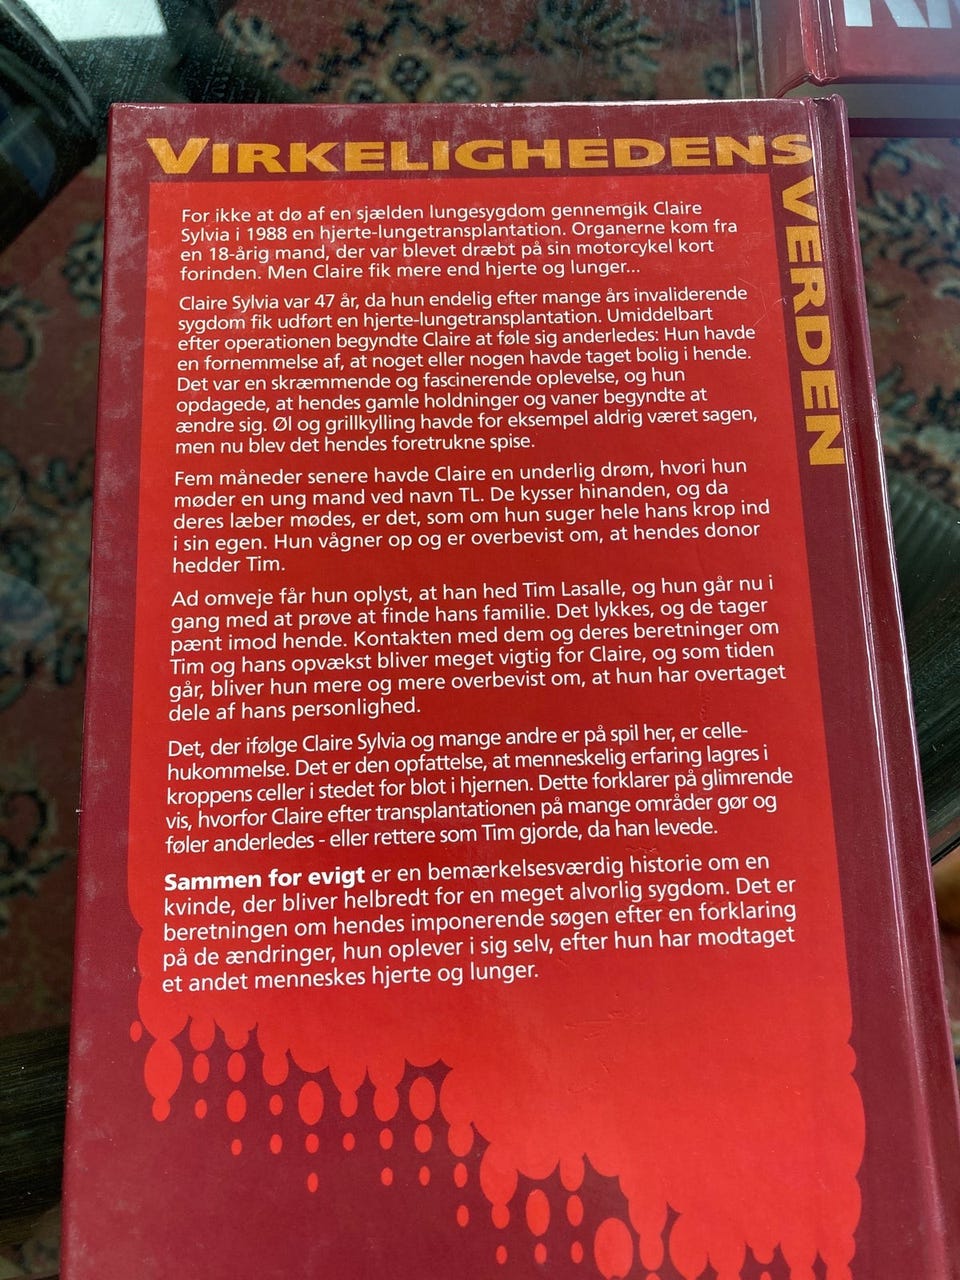 VIRKELIGHEDENS
VERDEN
For ikke at dø af en sjælden lungesygdom gennemgik Claire
Sylvia i 1988 en hjerte-lungetransplantation. Organerne kom fra
en 18-årig mand, der var blevet dræbt på sin motorcykel kort
forinden. Men Claire fik mere end hjerte og lunger...
Claire Sylvia var 47 år, da hun endelig efter mange års invaliderende
sygdom fik udført en hjerte-lungetransplantation. Umiddelbart
efter operationen begyndte Claire at føle sig anderledes: Hun havde
en fornemmelse af, at noget eller nogen havde taget bolig i hende.
Det var en skræmmende og fascinerende oplevelse, og hun
opdagede, at hendes gamle holdninger og vaner begyndte at
ændre sig. Øl og grillkylling havde for eksempel aldrig været sagen,
men nu blev det hendes foretrukne spise.
Fem måneder senere havde Claire en underlig drøm, hvori hun
møder en ung mand ved navn TL. De kysser hinanden, og da
deres læber mødes, er det, som om hun suger hele hans krop ind
i sin egen. Hun vågner op og er overbevist om, at hendes donor
hedder Tim.
Ad omveje får hun oplyst, at han hed Tim Lasalle, og hun går nu i
gang med at prøve at finde hans familie. Det lykkes, og de tager
pænt imod hende. Kontakten med dem og deres beretninger om
Tim og hans opvækst bliver meget vigtig for Claire, og som tiden
går, bliver hun mere og mere overbevist om, at hun har overtaget
dele af hans personlighed.
Det, der ifølge Claire Sylvia og mange andre er på spil her, er celle-
hukommelse. Det er den opfattelse, at menneskelig erfaring lagres i
kroppens celler i stedet for blot i hjernen. Dette forklarer på glimrende
vis, hvorfor Claire efter transplantationen på mange områder gør og
føler anderledes - eller rettere som Tim gjorde, da han levede.
Sammen for evigt er en bemærkelsesværdig historie om en
kvinde, der bliver helbredt for en meget alvorlig sygdom. Det er
beretningen om hendes imponerende søgen efter en forklaring
på de ændringer, hun oplever i sig selv, efter hun har modtaget
et andet menneskes hjerte og lunger.